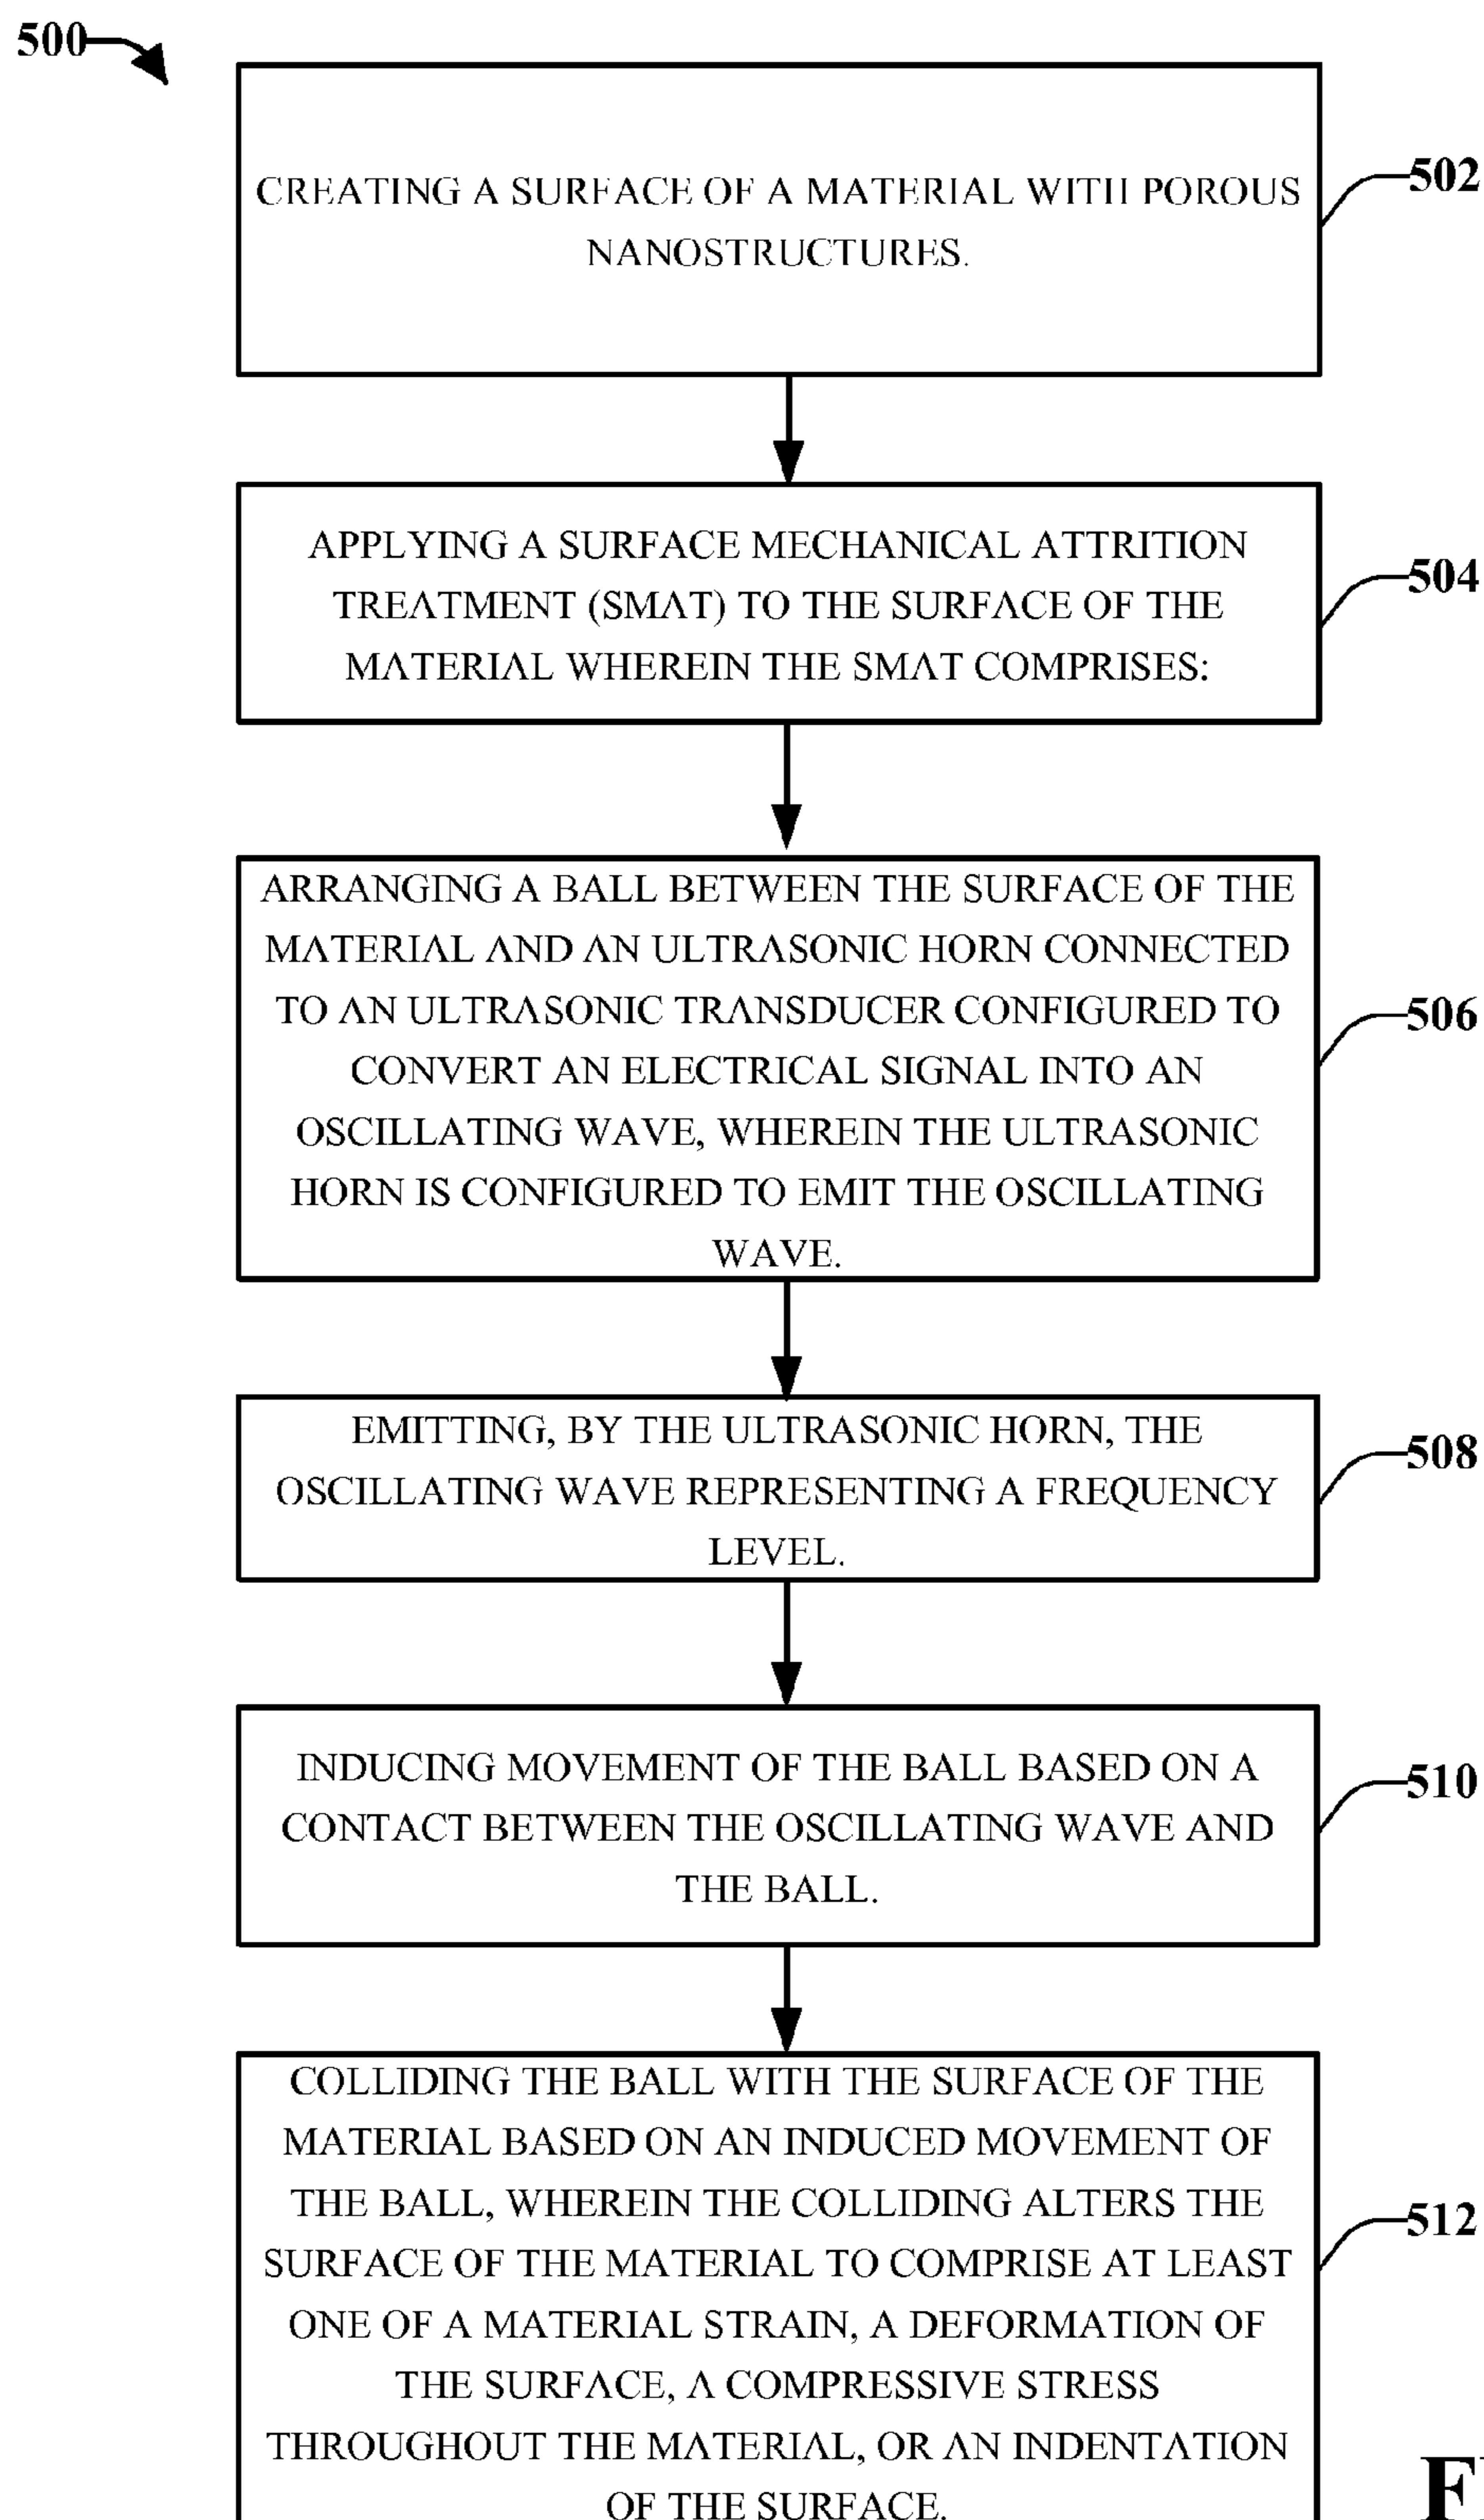 500
CREATING A SURFACE OF A MATERIAL WITH POROUS
NANOSTRUCTURES.
502
APPLYING A SURFACE MECHANICAL ATTRITION
TREATMENT (SMAT) TO THE SURFACE OF THE
MATERIAL WHEREIN THE SMAT COMPRISES:
504
ARRANGING A BALL BETWEEN THE SURFACE OF THE
MATERIAL AND AN ULTRASONIC HORN CONNECTED
TO AN ULTRASONIC TRANSDUCER CONFIGURED TO
CONVERT AN ELECTRICAL SIGNAL INTO AN
OSCILLATING WAVE, WHEREIN THE ULTRASONIC
HORN IS CONFIGURED TO EMIT THE OSCILLATING
WAVE.
506
EMITTING, BY THE ULTRASONIC HORN, THE
OSCILLATING WAVE REPRESENTING A FREQUENCY
LEVEL.
508
INDUCING MOVEMENT OF THE BALL BASED ON A
CONTACT BETWEEN THE OSCILLATING WAVE AND
THE BALL.
510
COLLIDING THE BALL WITH THE SURFACE OF THE
MATERIAL BASED ON AN INDUCED MOVEMENT OF
THE BALL, WHEREIN THE COLLIDING ALTERS THE
SURFACE OF THE MATERIAL TO COMPRISE AT LEAST
ONE OF A MATERIAL STRAIN, A DEFORMATION OF
THE SURFACE, A COMPRESSIVE STRESS
THROUGHOUT THE MATERIAL, OR AN INDENTATION
OF THE SURFACE.
512